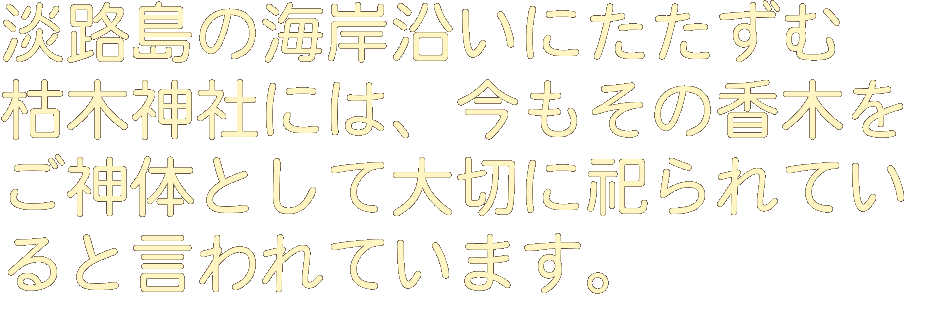 淡路島の海岸沿いにたたずむ
枯木神社には、今もその香木を
ご神体として大切に祀られてい
ると言われています。